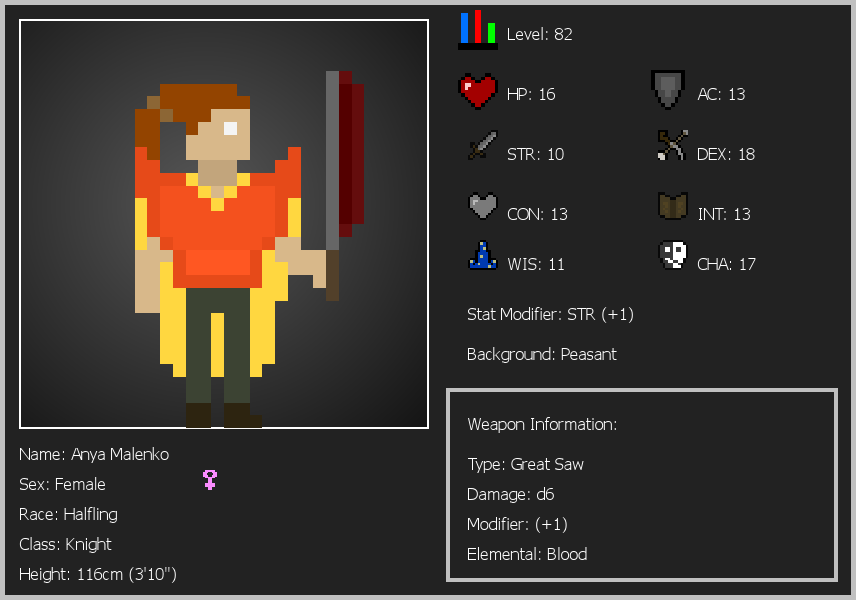 Level: 82
HP: 16
AC: 13
STR: 10
DEX: 18
CON: 13
INT: 13
WIS: 11
CHA: 17
Stat Modifier: STR (+1)
Background: Peasant
Weapon Information:
Type: Great Saw
Damage: d6
Modifier: (+1)
Elemental: Blood
Name: Anya Malenko
Sex: Female
Race: Halfling
Class: Knight
Height: 116cm (3'10")